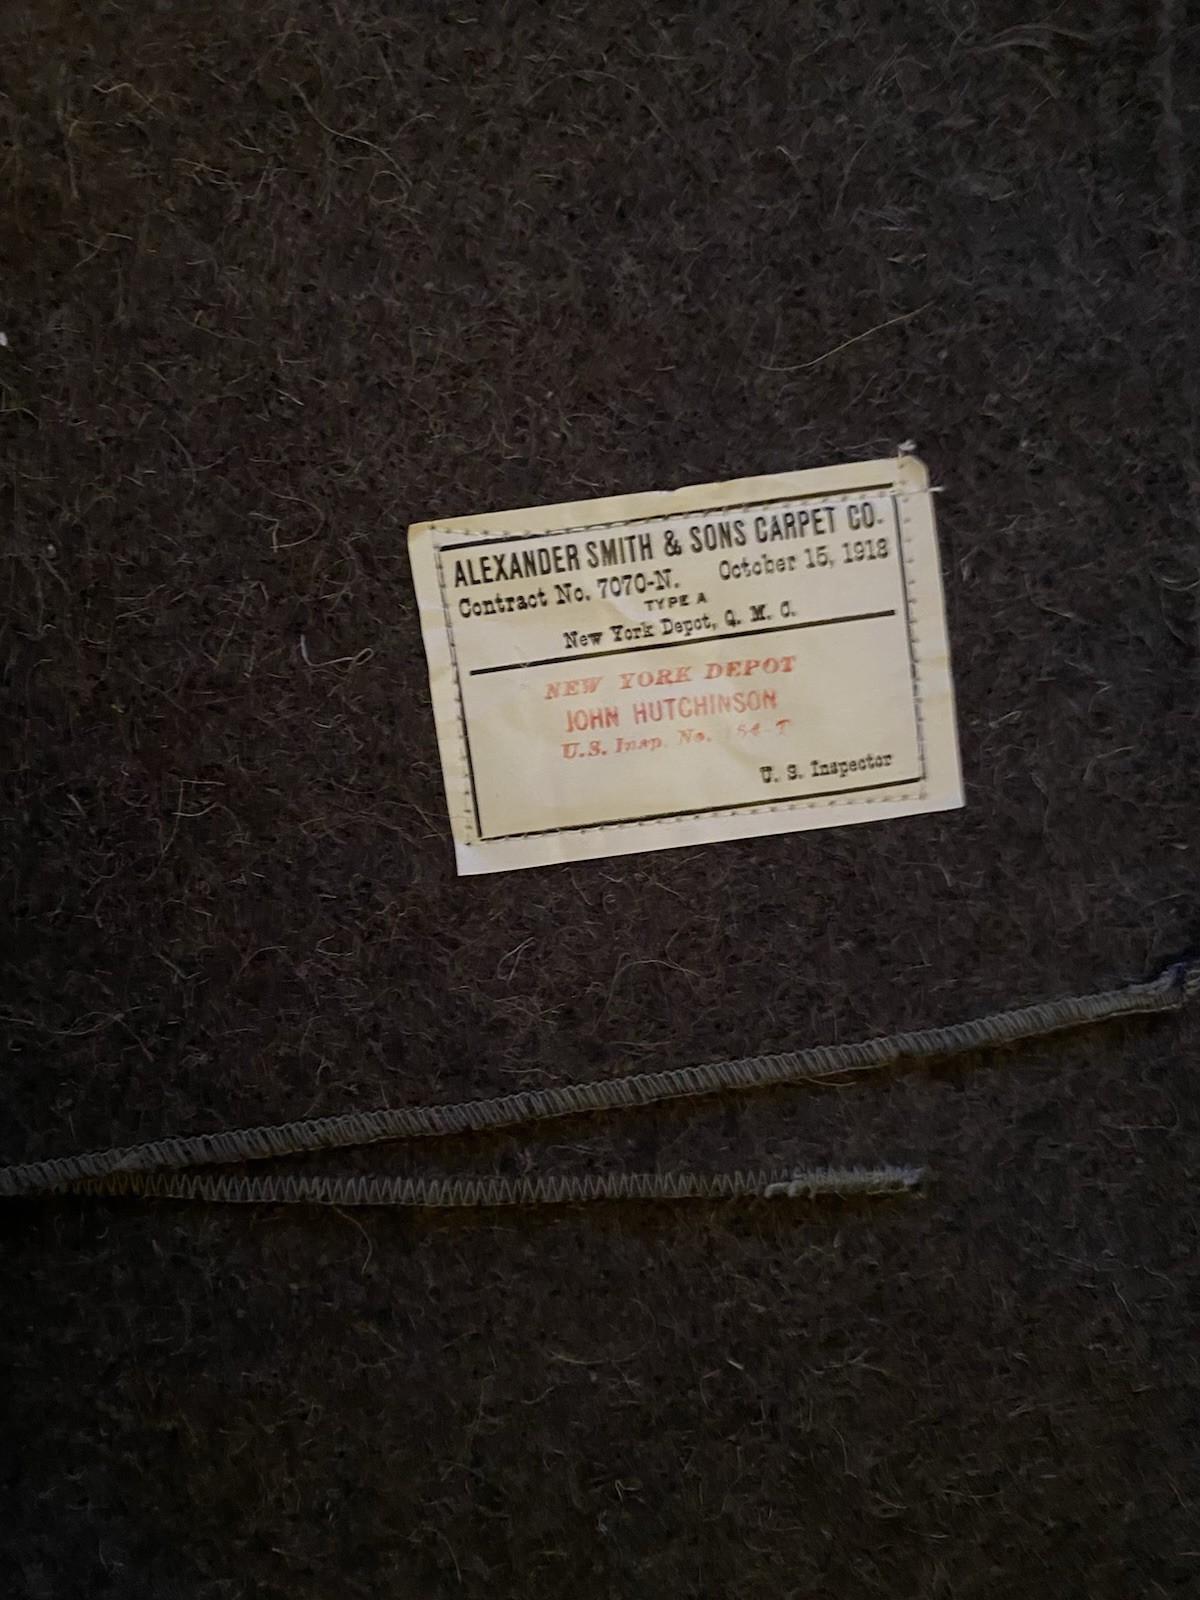 ALEXANDER SMITH & SONS CARPET CO.
Contract No. 7070-N. October 15, 1918
TYPE A
New York Depot, Q. M. C.
NEW YORK DEPOT
JOHN HUTCHINSON
U.S. Insp. No.
U. S. Inspector